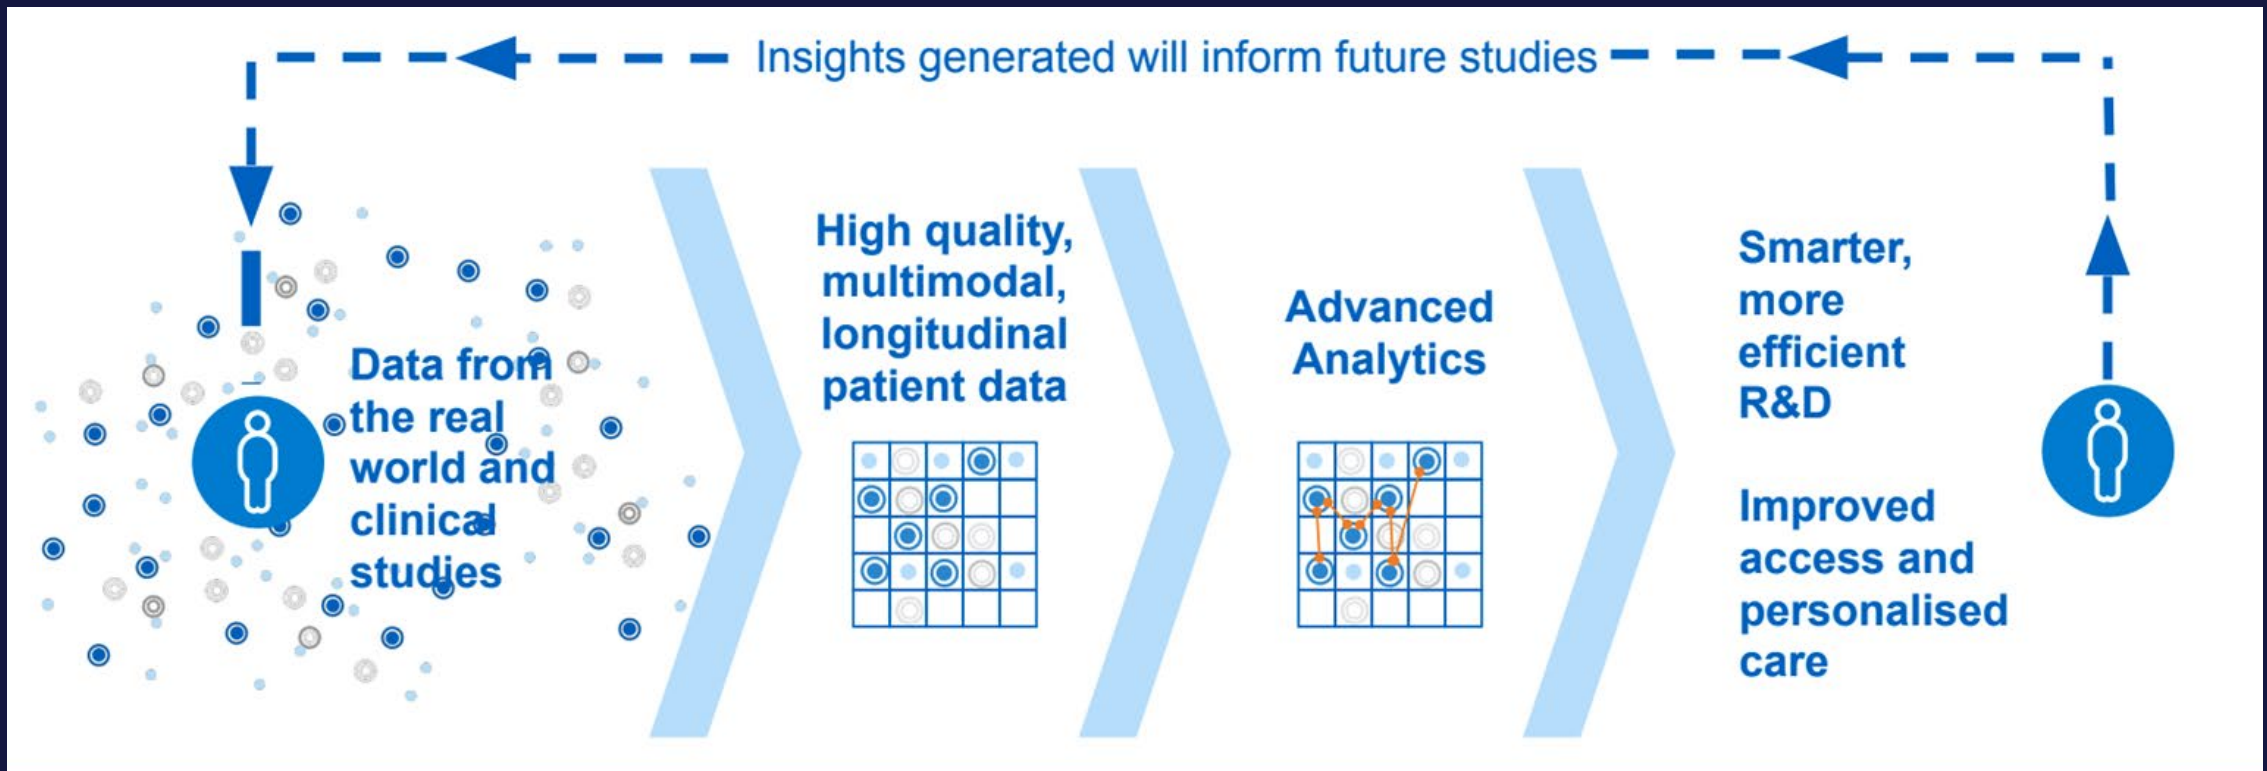 Insights generated will inform future studies
Data from
the real
world and
clinical
studies
High quality,
multimodal,
longitudinal
patient data
Advanced
Analytics
Smarter,
more
efficient
R&D
Improved
access and
personalised
care